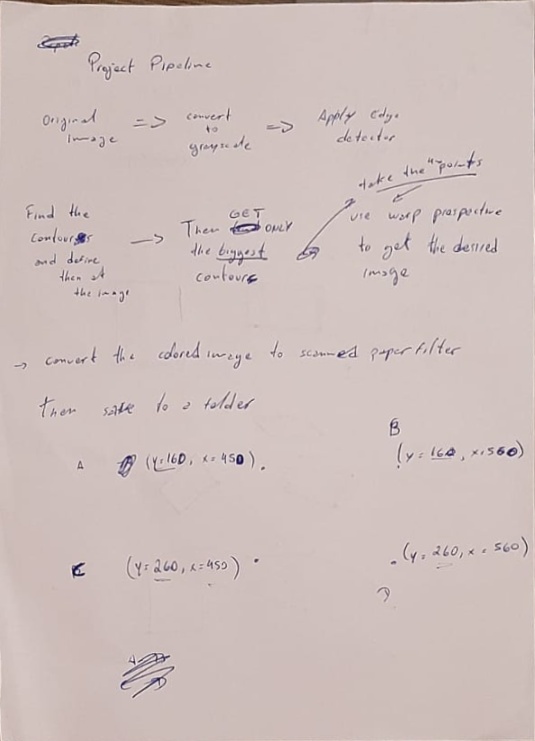 Project Pipeline
Original image => convert to grayscale => Apply Edge detector
take the 4 points
Find the contours and define them at the image -> Then GET ONLY the biggest contours
use warp prespective to get the desired image
-> convert the colored image to scanned paper filter
Then save to a folder
A (y=160, x=450) .
B
(y = 160, x=560)
C (y=260, x=450) .
. (y=260, x=560)